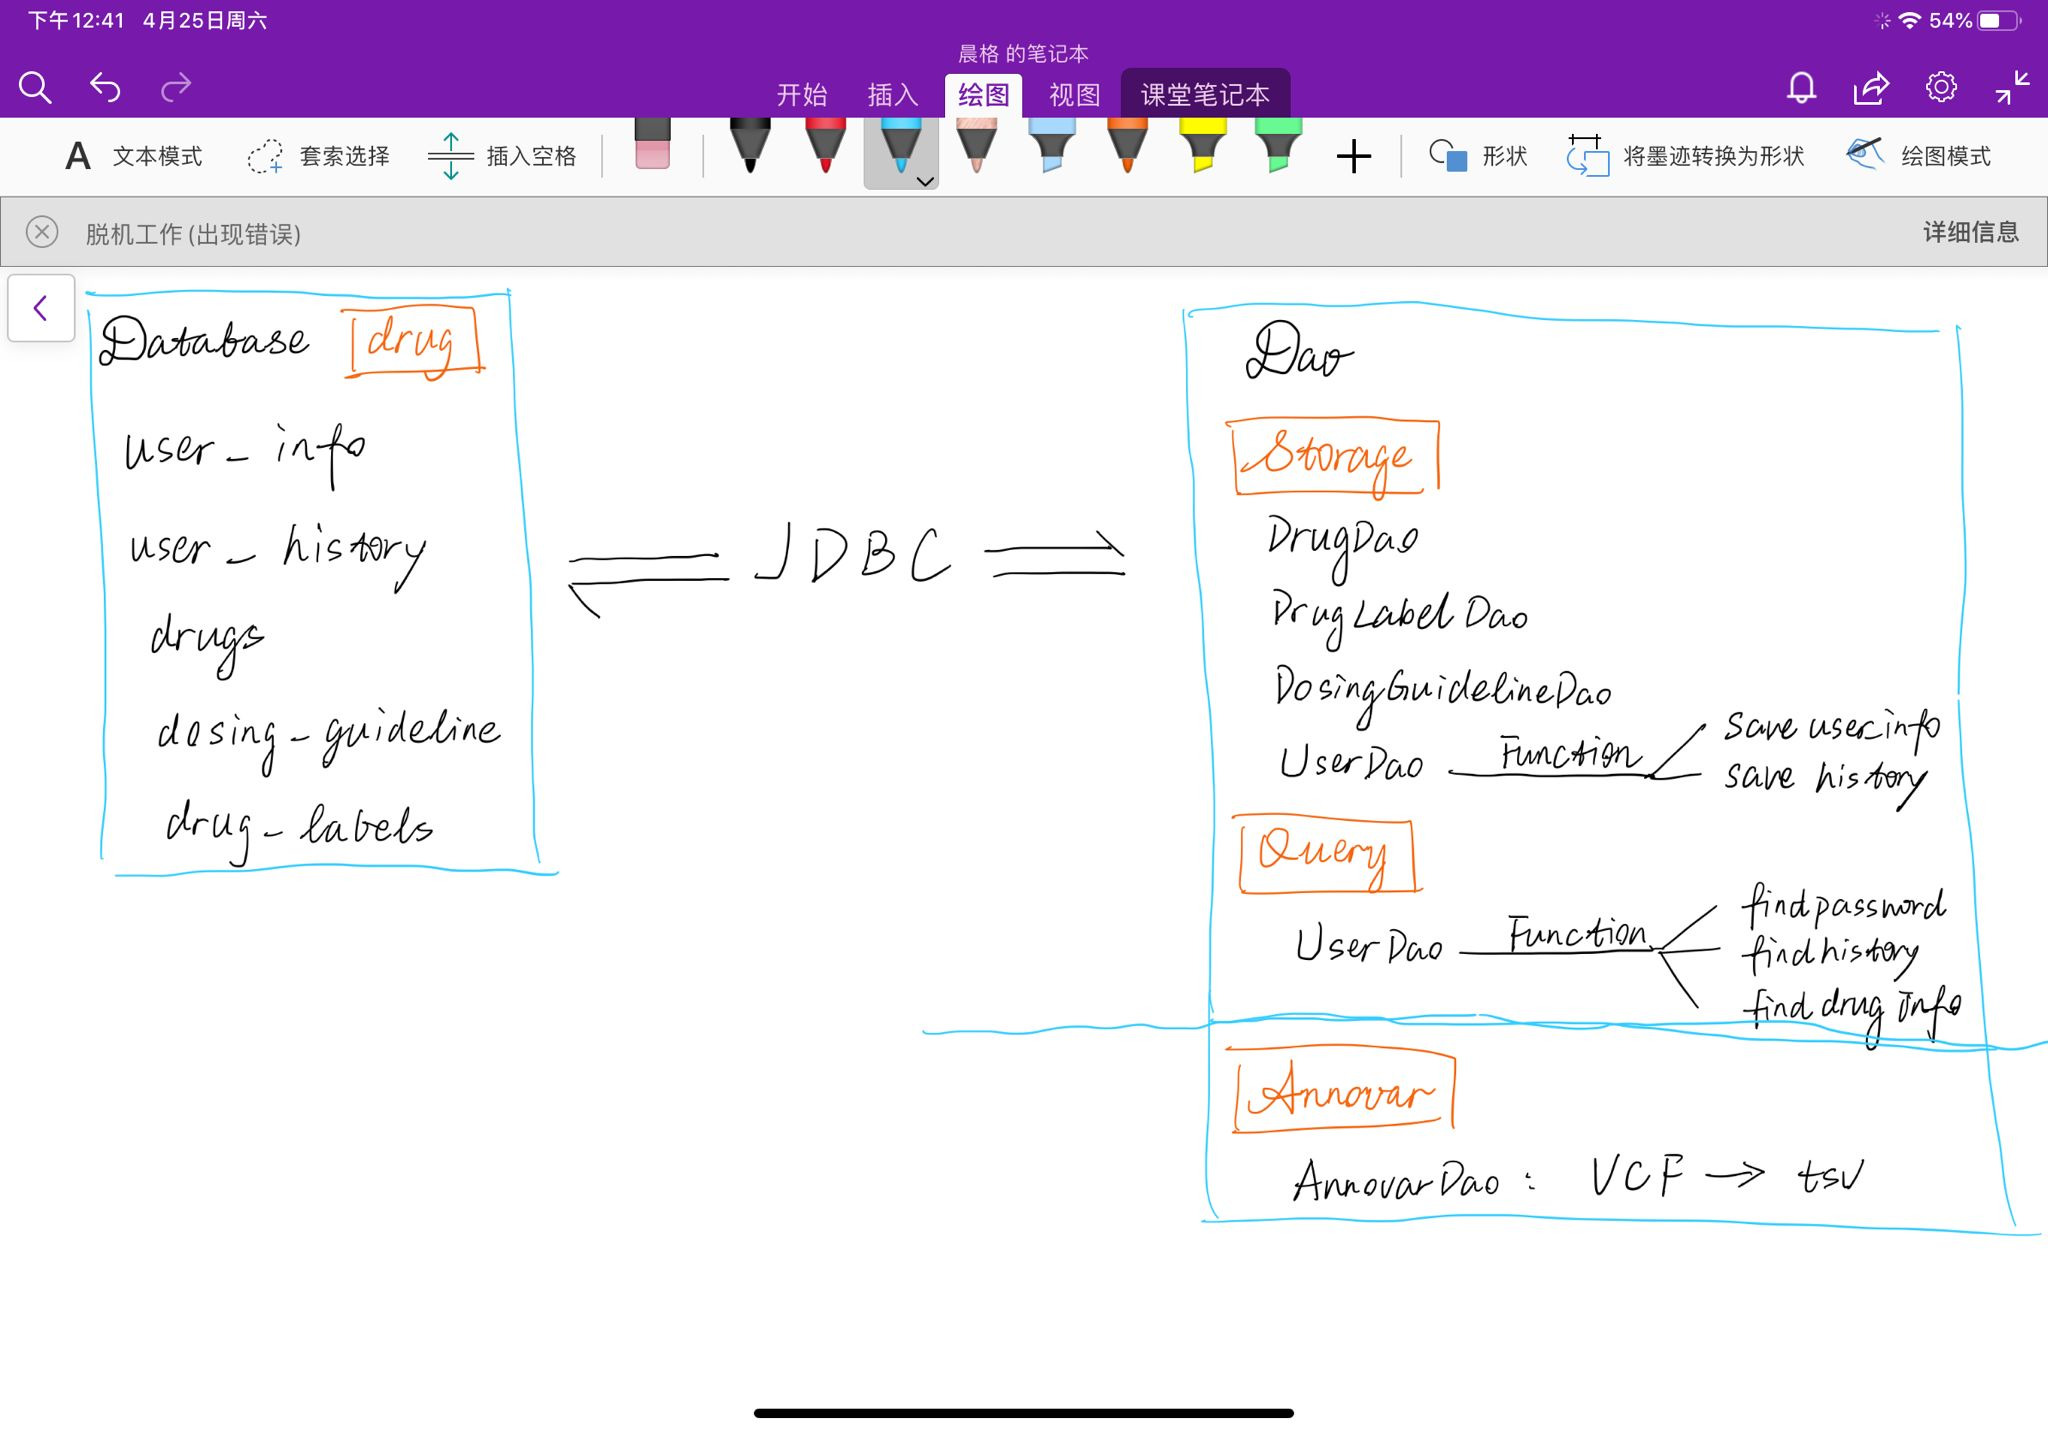 下午12:41 4月25日周六
54%
晨格 的笔记本
开始 插入 绘图 视图 课堂笔记本
A 文本模式 套索选择 插入空格 形状 将墨迹转换为形状 绘图模式
脱机工作 (出现错误) 详细信息
Database drug
user_info
user_history
drugs
dosing_guideline
drug_labels
JDBC
Dao
Storage
DrugDao
DrugLabelDao
DosingGuidelineDao
UserDao Function save user_info
save history
Query
UserDao Function find password
find history
find drug info
Annovar
AnnovarDao: VCF → tsv